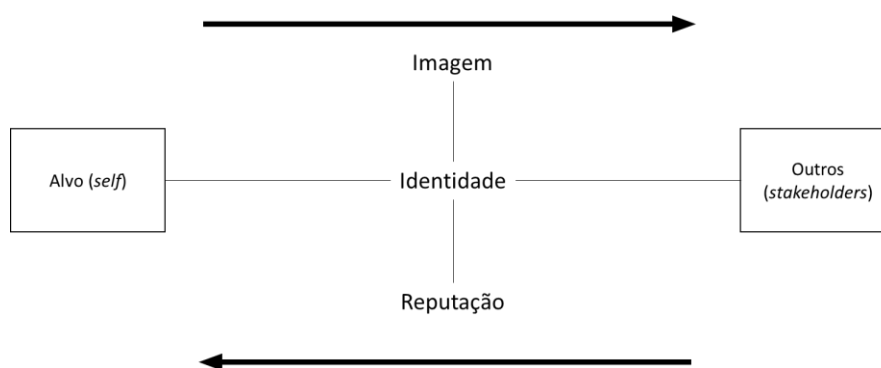 Imagem
Alvo (self)
Identidade
Outros
(stakeholders)
Reputação